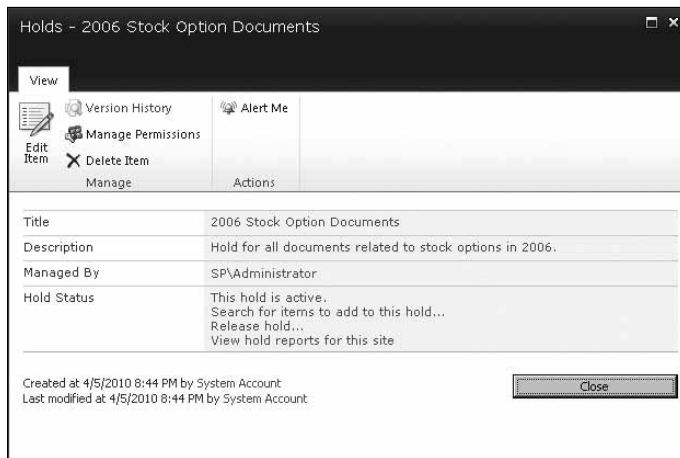 Holds - 2006 Stock Option Documents
View
Edit
Item
Version History
Manage Permissions
Delete Item
Manage
Alert Me
Actions
Title 2006 Stock Option Documents
Description Hold for all documents related to stock options in 2006.
Managed By SP\Administrator
Hold Status This hold is active.
Search for items to add to this hold...
Release hold...
View hold reports for this site
Created at 4/5/2010 8:44 PM by System Account
Last modified at 4/5/2010 8:44 PM by System Account
Close